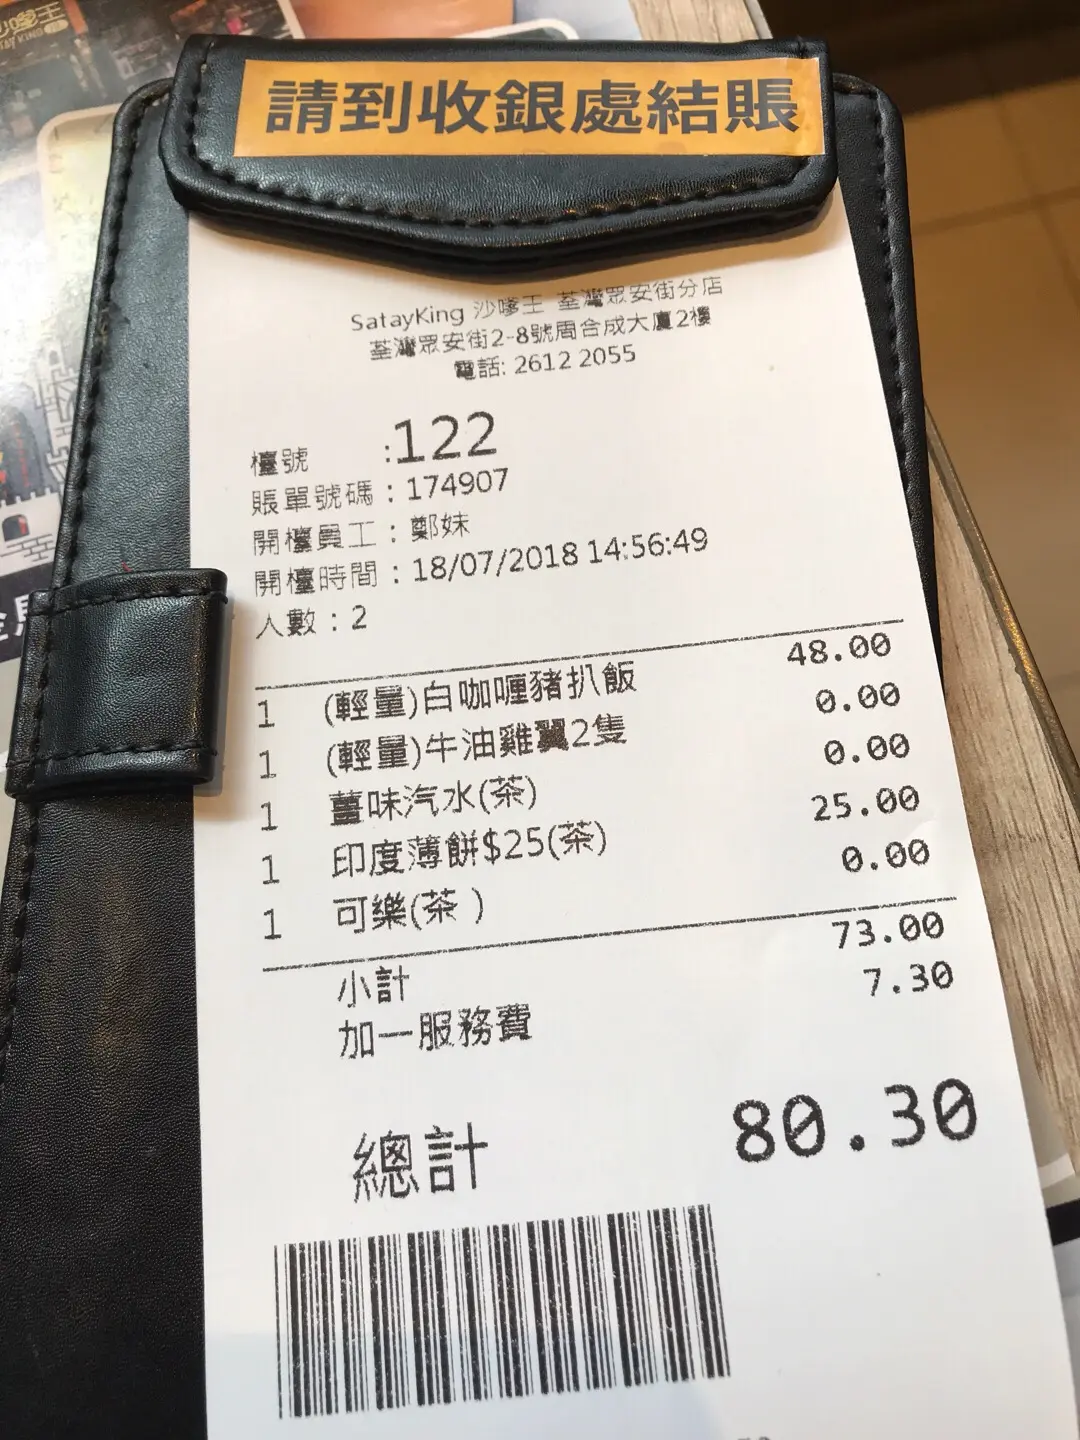 請到收銀處結賬
SatayKing 沙嗲王 荃灣眾安街分店
荃灣眾安街2-8號周合成大廈2樓
電話: 2612 2055
檯號 :122
賬單號碼 : 174907
開檯員工 : 鄭妹
開檯時間 : 18/07/2018 14:56:49
人數 : 2
1 (輕量)白咖喱豬扒飯 48.00
1 (輕量)牛油雞翼2隻 0.00
1 薑味汽水(茶) 0.00
1 印度薄餅$25(茶) 25.00
1 可樂(茶 ) 0.00
小計 73.00
加一服務費 7.30
總計 80.30